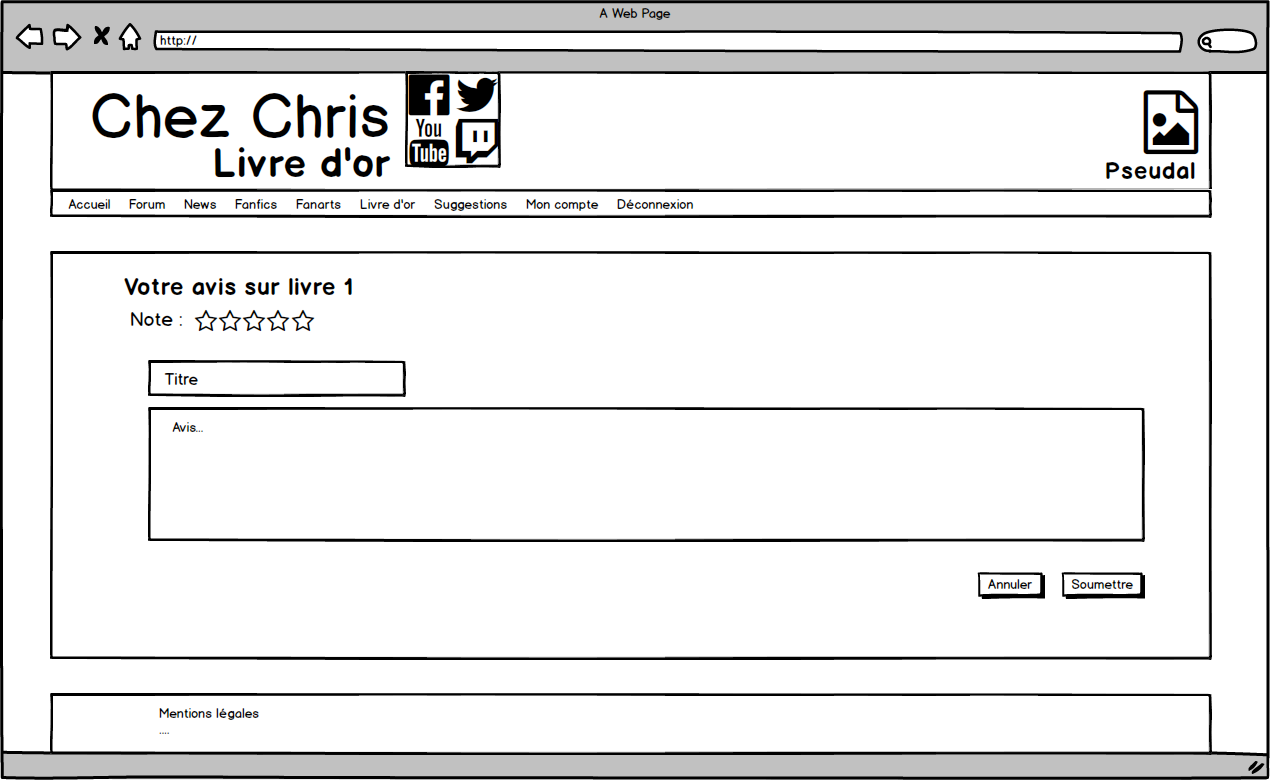 A Web Page
http://
Chez Chris
Livre d'or
You
Tube
Pseudal
Accueil Forum News Fanfics Fanarts Livre d'or Suggestions Mon compte Déconnexion
Votre avis sur livre 1
Note :
Titre
Avis...
Annuler Soumettre
Mentions légales
....